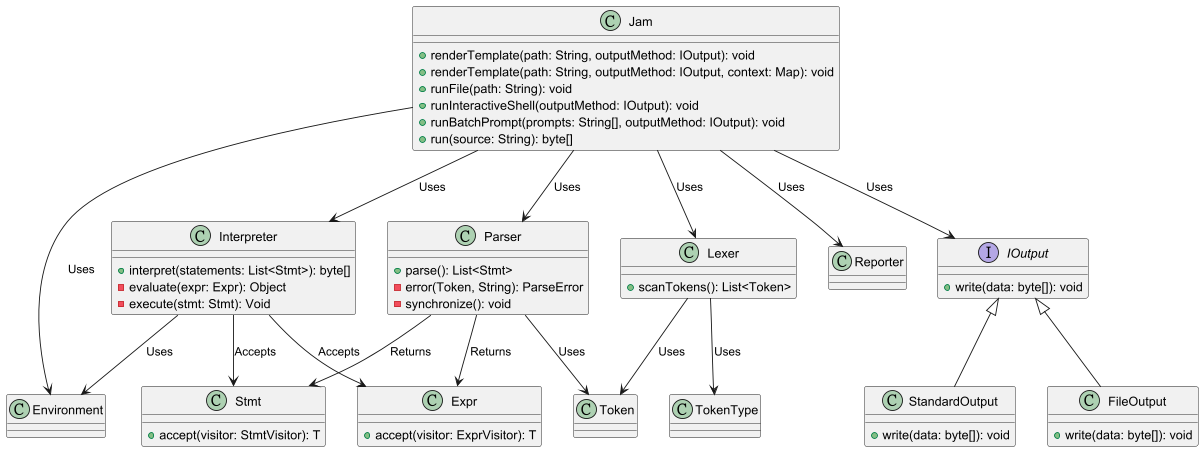 C Jam
renderTemplate(path: String, outputMethod: IOutput): void
renderTemplate(path: String, outputMethod: IOutput, context: Map): void
runFile(path: String): void
runInteractiveShell(outputMethod: IOutput): void
runBatchPrompt(prompts: String[], outputMethod: IOutput): void
run(source: String): byte[]
Uses
Uses
Uses
Uses
Uses
Uses
C Interpreter
interpret(statements: List<Stmt>): byte[]
evaluate(expr: Expr): Object
execute(stmt: Stmt): Void
C Parser
parse(): List<Stmt>
error(Token, String): ParseError
synchronize(): void
C Lexer
scanTokens(): List<Token>
C Reporter
I IOutput
write(data: byte[]): void
Uses
Accepts
Accepts
Returns
Returns
Uses
Uses
Uses
C Environment
C Stmt
accept(visitor: StmtVisitor): T
C Expr
accept(visitor: ExprVisitor): T
C Token
C TokenType
C StandardOutput
write(data: byte[]): void
C FileOutput
write(data: byte[]): void